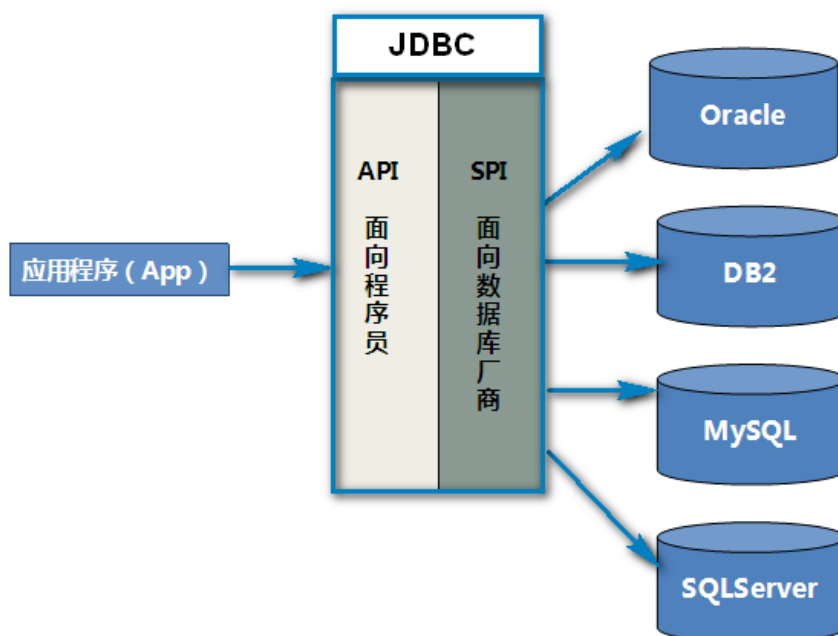 JDBC
API
面向程序员
SPI
面向数据库厂商
应用程序（App）
Oracle
DB2
MySQL
SQLServer